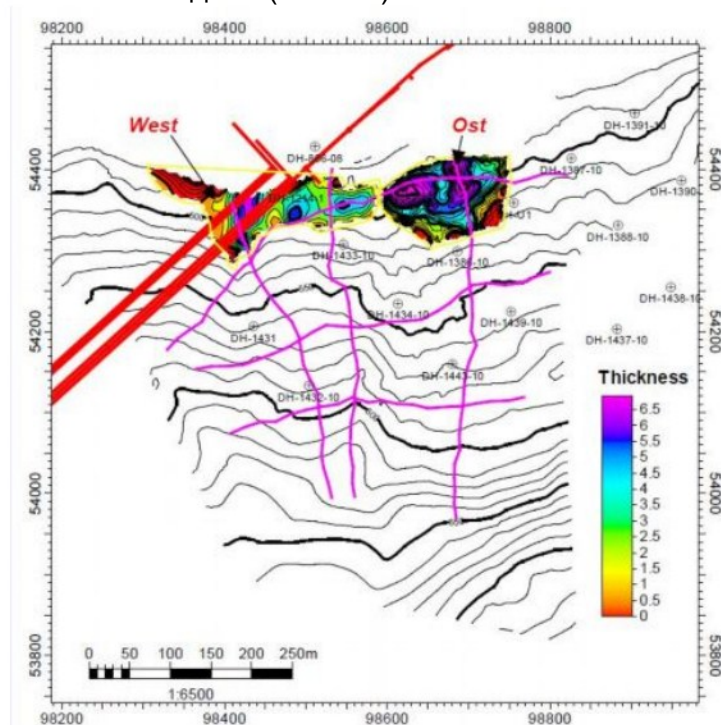 98200 98400 98600 98800
West
Ost
DH-1391-10
DH-866-08
DH-1387-10
54400
54400
DH-1390
DH-1388-10
DH-1433-10
DH-1386-10
DH-1438-10
DH-1434-10
DH-1439-10
54200
54200
DH-1431
DH-1437-10
DH-1443-10
DH-1432-10
Thickness
6.5
6
5.5
5
4.5
4
3.5
3
2.5
2
1.5
1
0.5
0
54000
54000
53800
53800
0 50 100 150 200 250m
1:6500
98200 98400 98600 98800